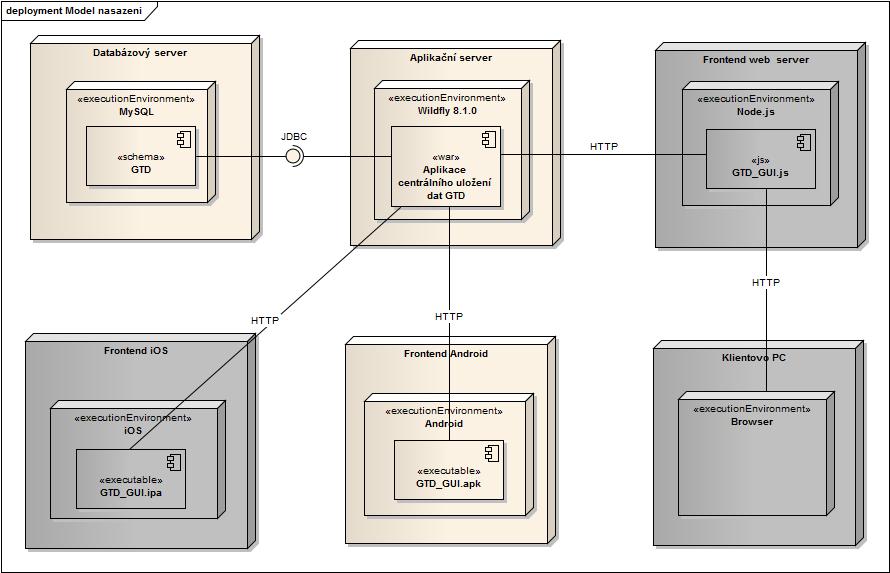 deployment Model nasazení
Databázový server
«executionEnvironment»
MySQL
«schema»
GTD
JDBC
Aplikační server
«executionEnvironment»
Wildfly 8.1.0
«war»
Aplikace
centrálního uložení
dat GTD
HTTP
Frontend web server
«executionEnvironment»
Node.js
«js»
GTD_GUI.js
HTTP
HTTP
HTTP
Frontend iOS
«executionEnvironment»
iOS
«executable»
GTD_GUI.ipa
Frontend Android
«executionEnvironment»
Android
«executable»
GTD_GUI.apk
Klientovo PC
«executionEnvironment»
Browser